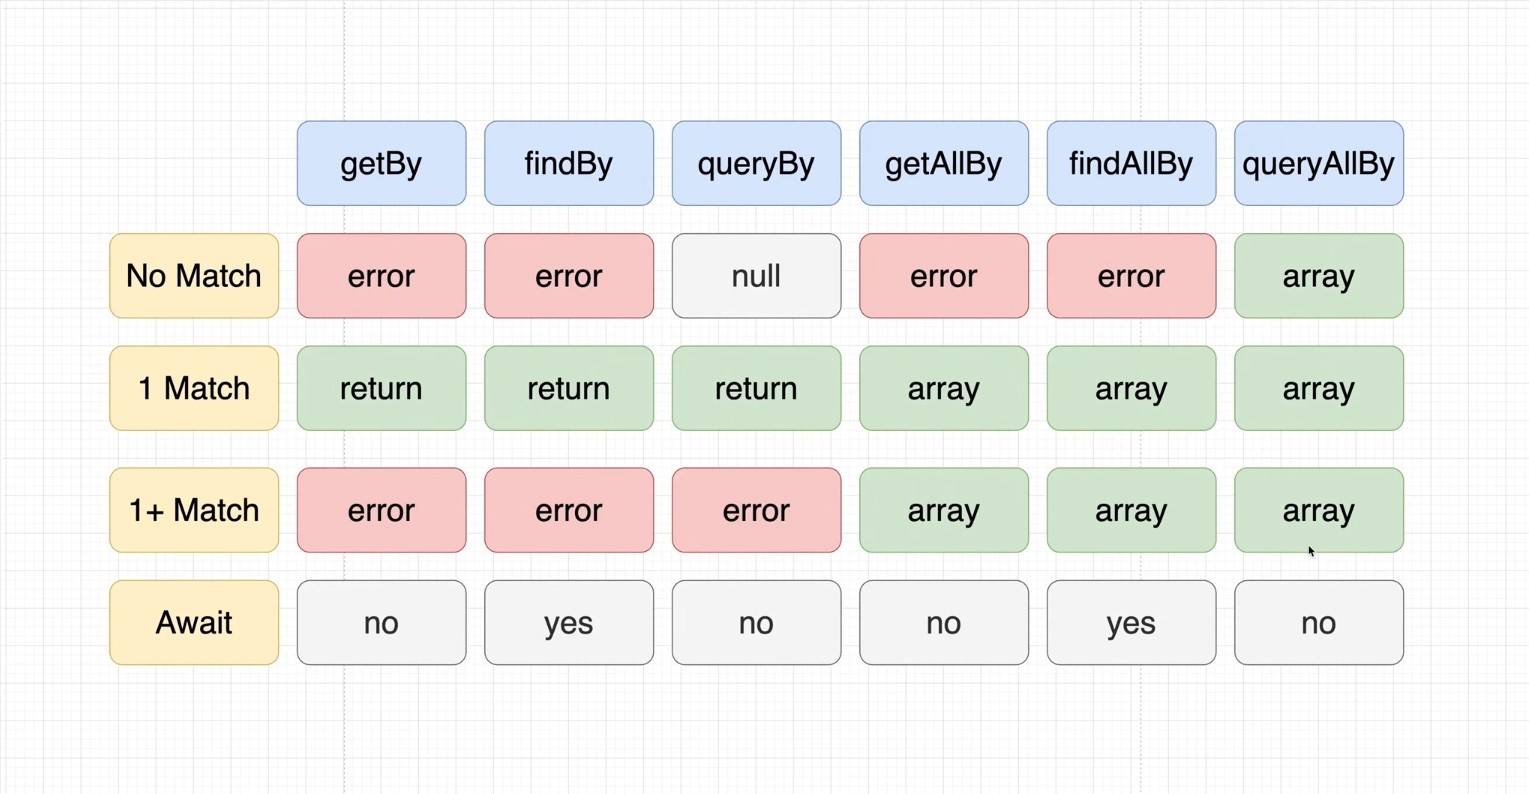 getBy findBy queryBy getAllBy findAllBy queryAllBy
No Match error error null error error array
1 Match return return return array array array
1+ Match error error error array array array
Await no yes no no yes no